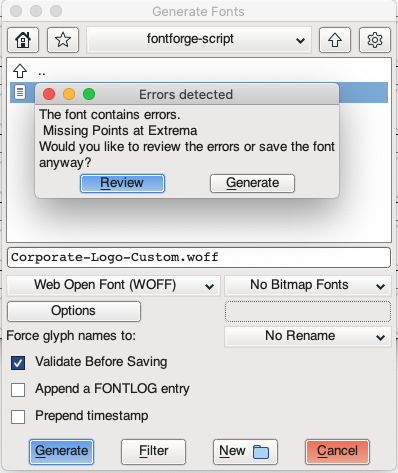 Generate Fonts
fontforge-script
..
Errors detected
The font contains errors.
Missing Points at Extrema
Would you like to review the errors or save the font
anyway?
Review Generate
Corporate-Logo-Custom.woff
Web Open Font (WOFF) No Bitmap Fonts
Options
Force glyph names to: No Rename
Validate Before Saving
Append a FONTLOG entry
Prepend timestamp
Generate Filter New Cancel